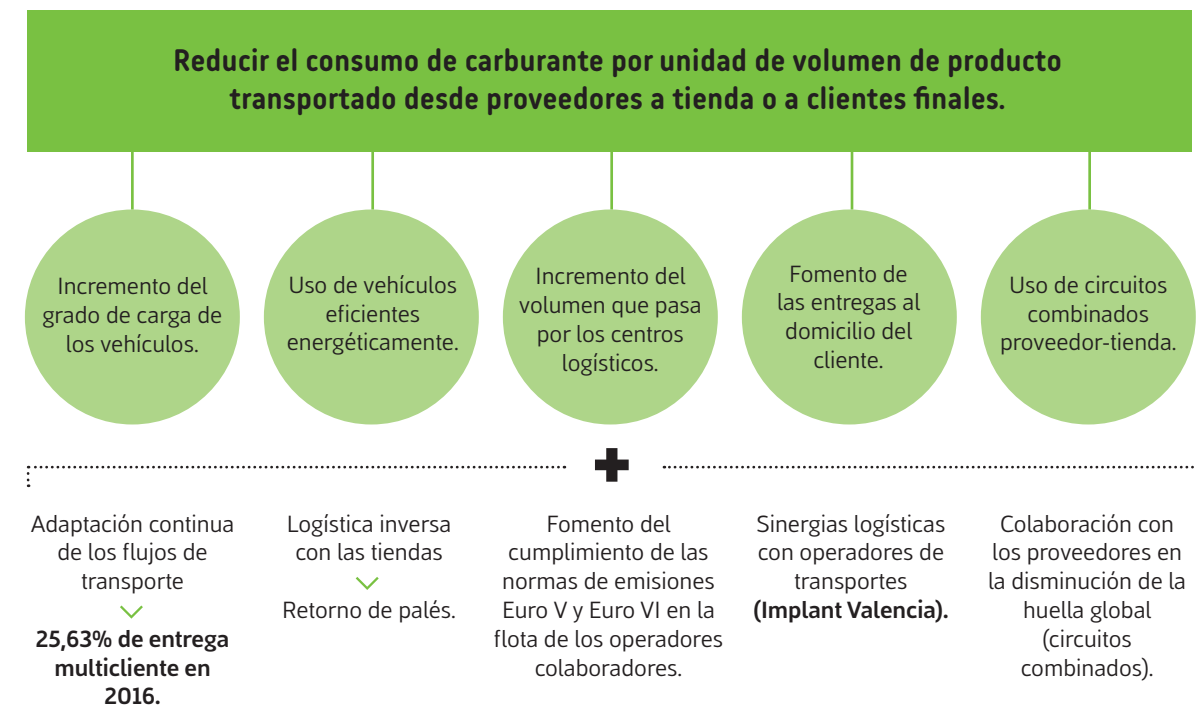 Reducir el consumo de carburante por unidad de volumen de producto
transportado desde proveedores a tienda o a clientes finales.
Incremento del
grado de carga de
los vehículos.
Uso de vehículos
eficientes
energéticamente.
Incremento del
volumen que pasa
por los centros
logísticos.
Fomento de
las entregas al
domicilio del
cliente.
Uso de circuitos
combinados
proveedor-tienda.
Adaptación continua
de los flujos de
transporte
25,63% de entrega
multicliente en
2016.
Logística inversa
con las tiendas
Retorno de palés.
Fomento del
cumplimiento de las
normas de emisiones
Euro V y Euro VI en la
flota de los operadores
colaboradores.
Sinergias logísticas
con operadores de
transportes
(Implant Valencia).
Colaboración con
los proveedores en
la disminución de la
huella global
(circuitos
combinados).